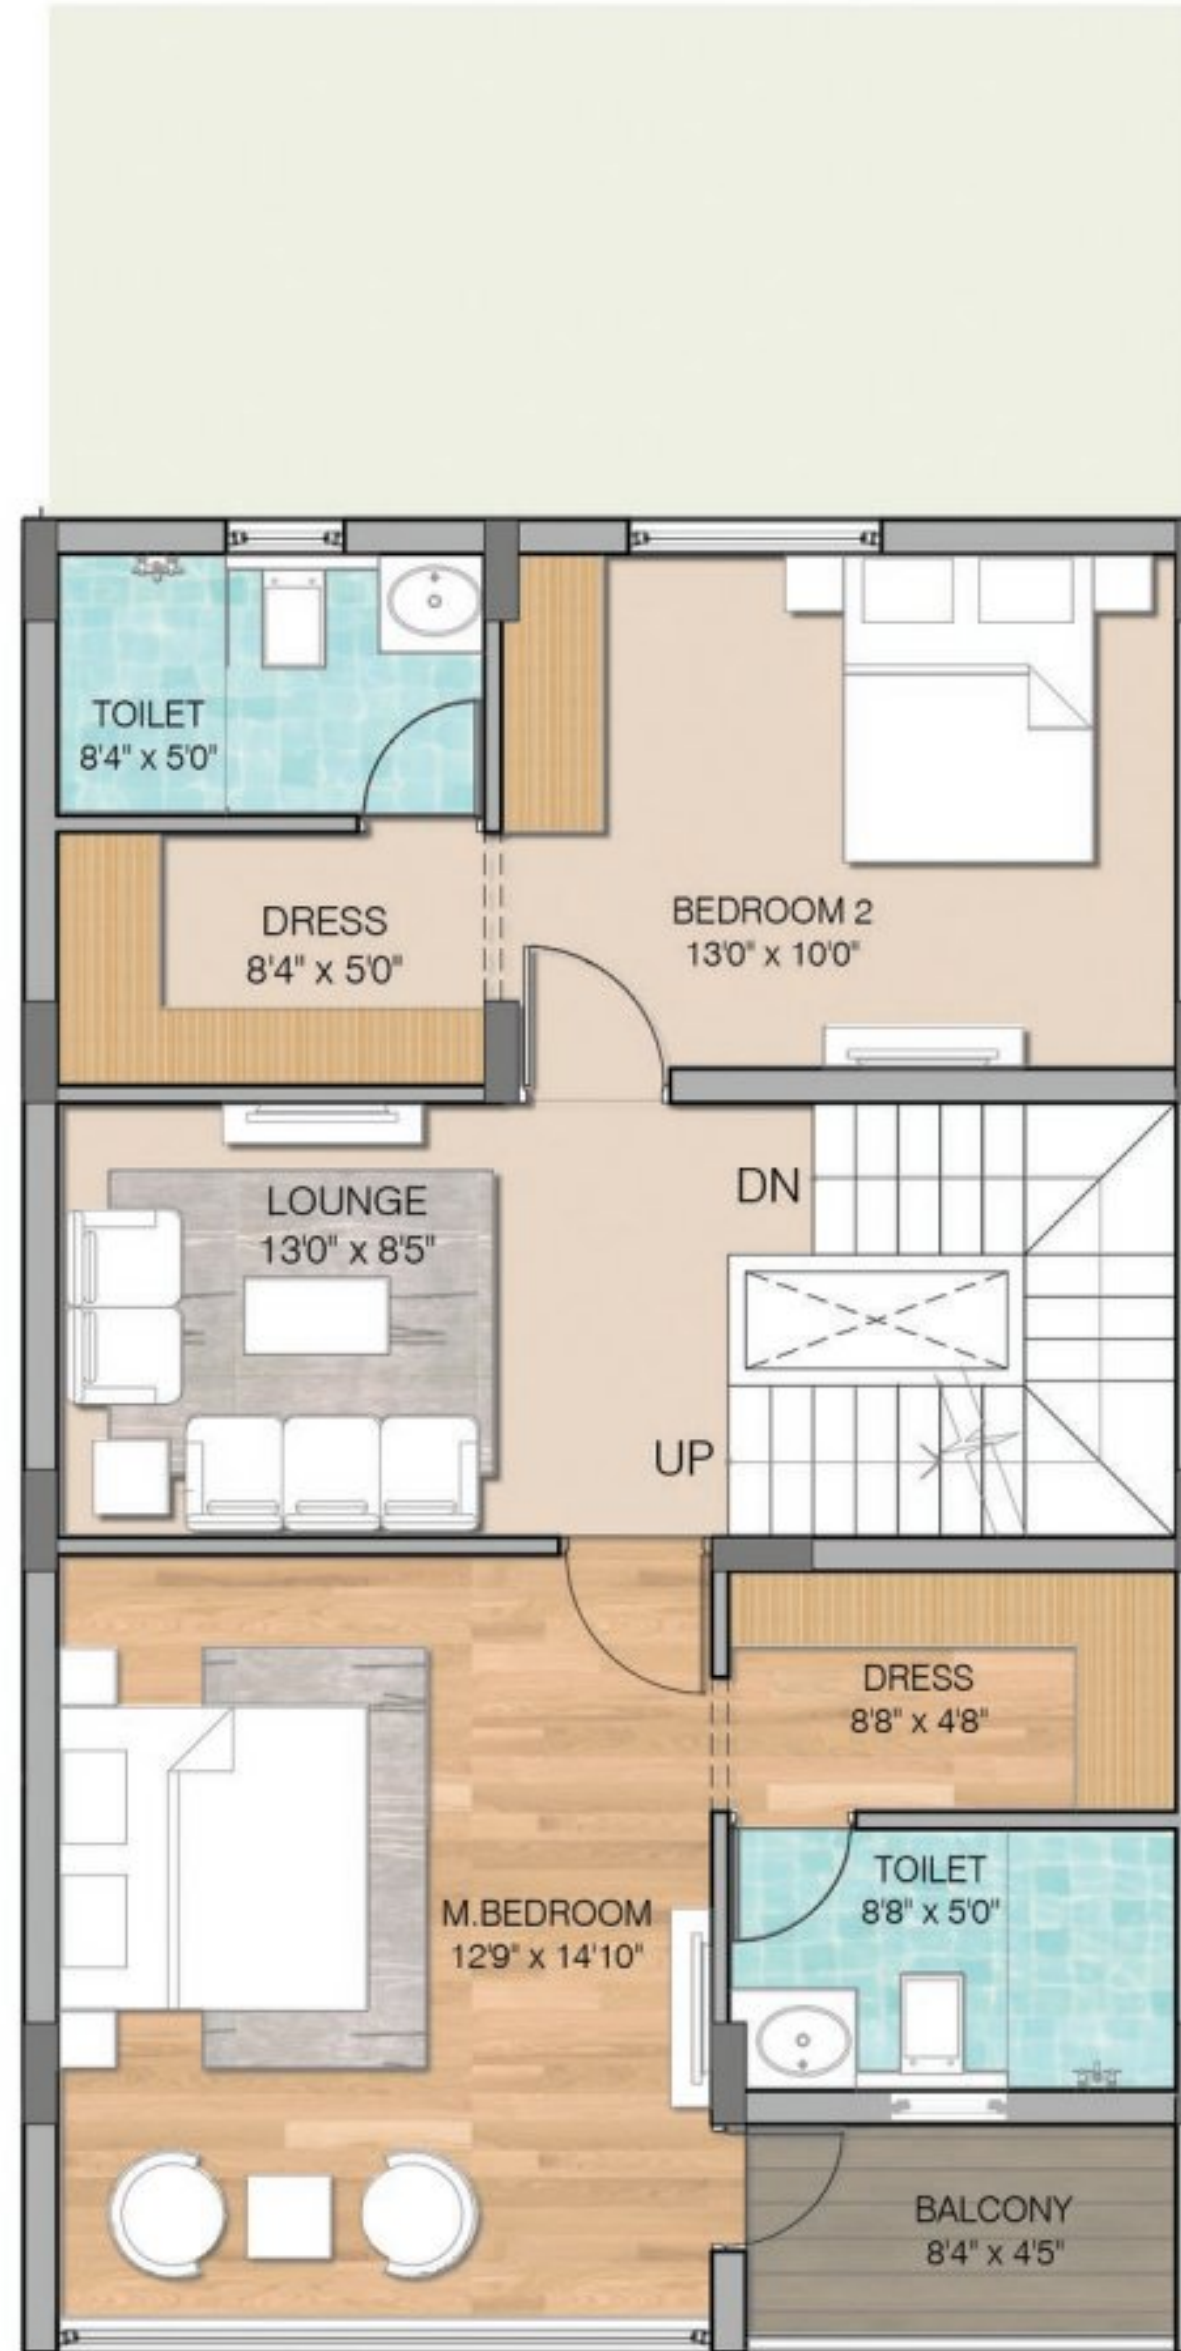 TOILET
8'4" x 5'0"
DRESS
8'4" x 5'0"
BEDROOM 2
13'0" x 10'0"
LOUNGE
13'0" x 8'5"
DN
UP
DRESS
8'8" x 4'8"
TOILET
8'8" x 5'0"
M.BEDROOM
12'9" x 14'10"
BALCONY
8'4" x 4'5"